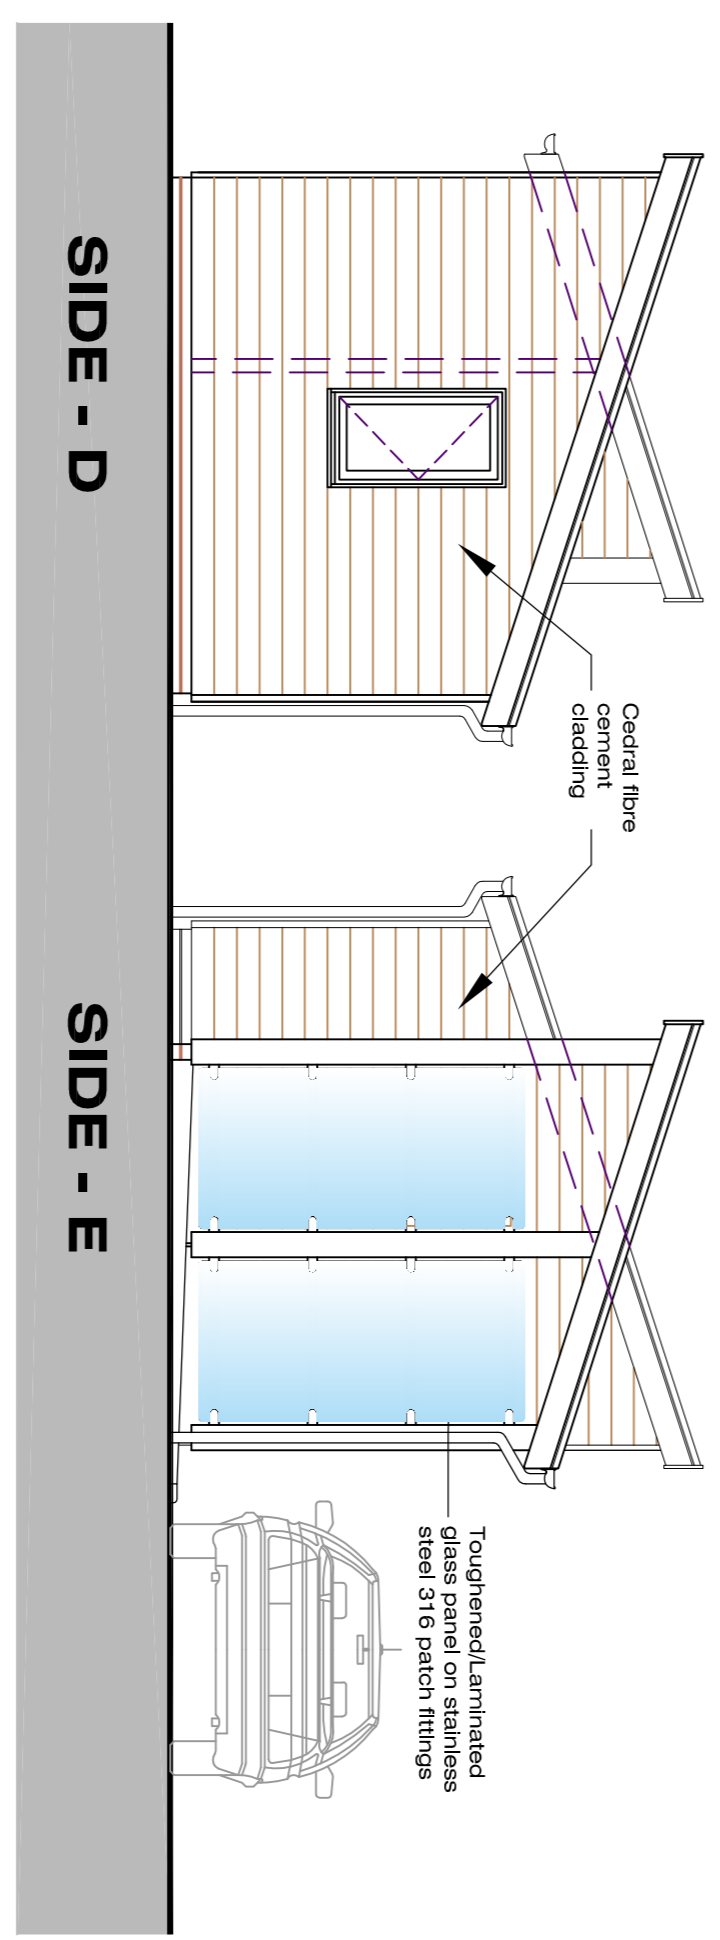 Cedral fibre
cement
cladding
Toughened/Laminated
glass panel on stainless
steel 316 patch fittings
SIDE - D
SIDE - E